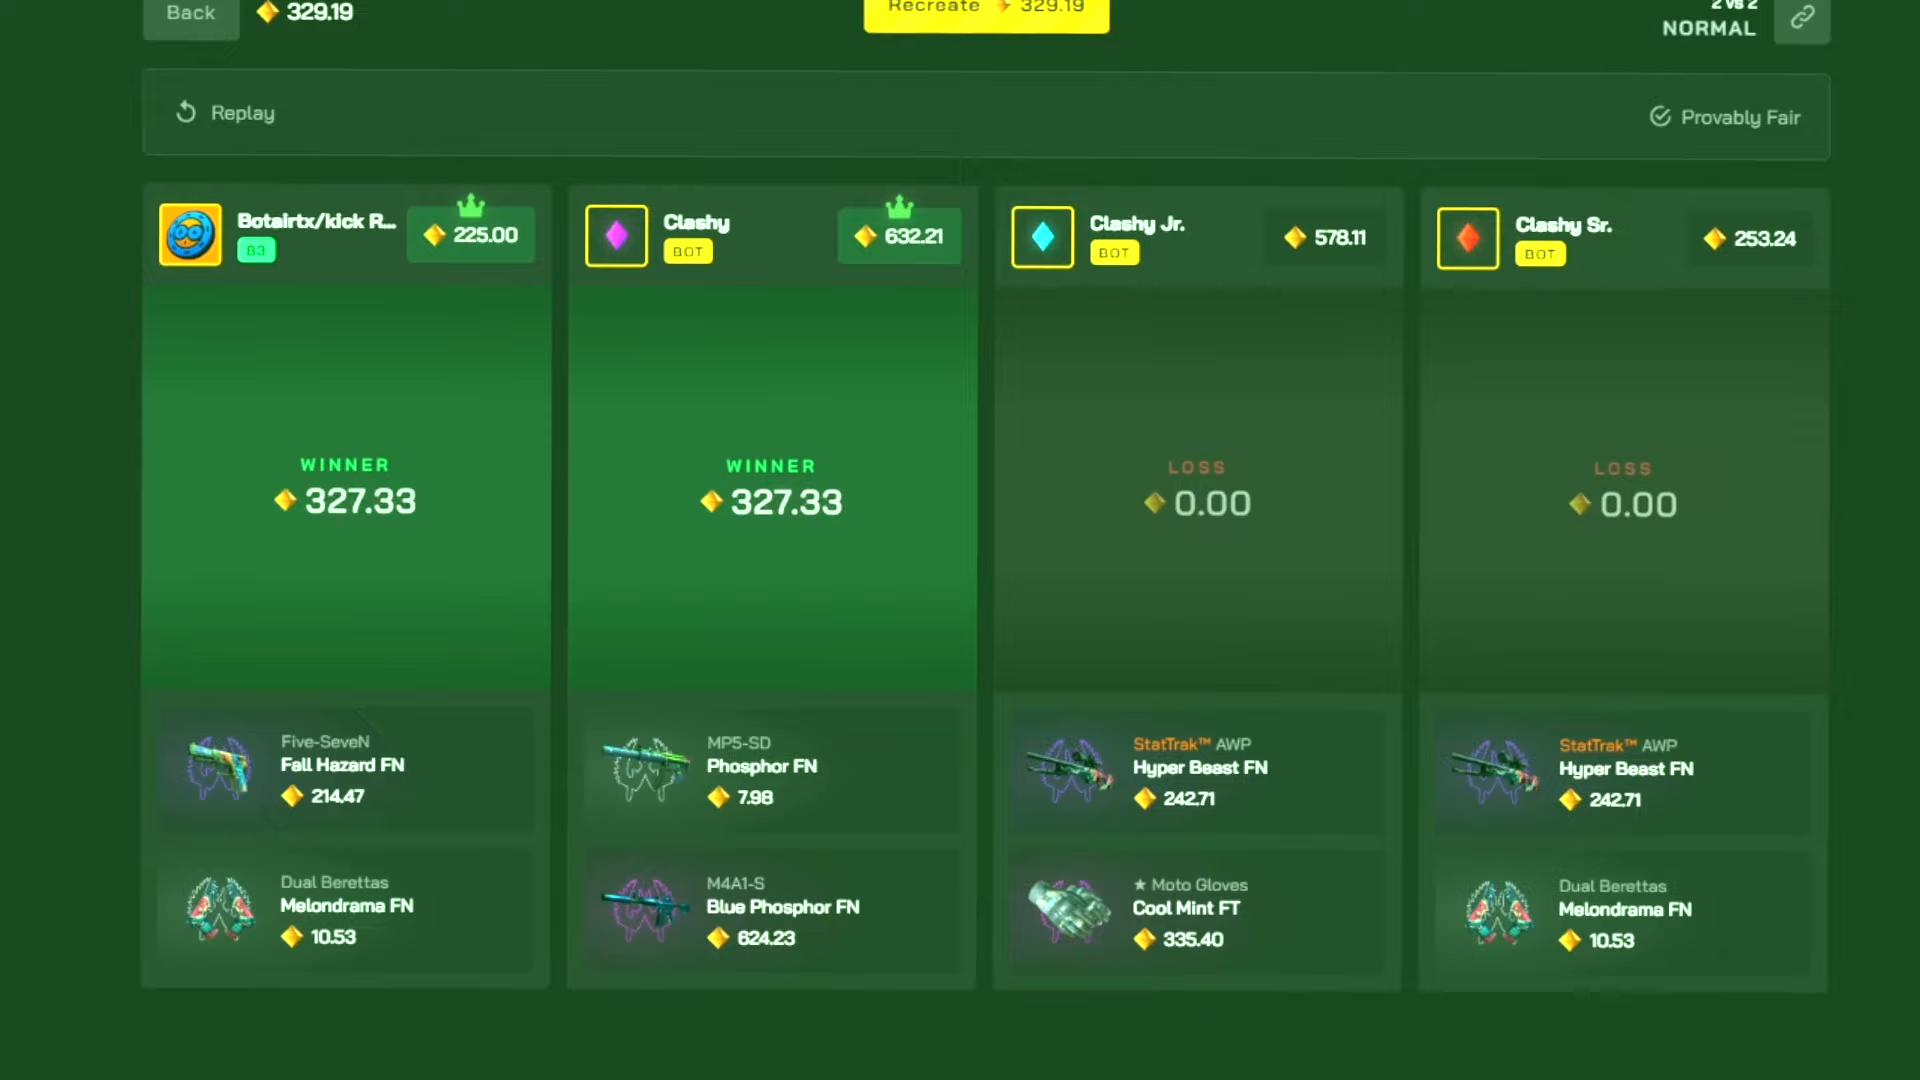 Back
329.19
Recreate 329.19
2 vs 2
NORMAL
Replay
Provably Fair
Botairtx/kick R...
B3
225.00
Clashy
BOT
632.21
Clashy Jr.
BOT
578.11
Clashy Sr.
BOT
253.24
WINNER
327.33
WINNER
327.33
LOSS
0.00
LOSS
0.00
Five-SeveN
Fall Hazard FN
214.47
MP5-SD
Phosphor FN
7.98
StatTrak™ AWP
Hyper Beast FN
242.71
StatTrak™ AWP
Hyper Beast FN
242.71
Dual Berettas
Melondrama FN
10.53
M4A1-S
Blue Phosphor FN
624.23
★ Moto Gloves
Cool Mint FT
335.40
Dual Berettas
Melondrama FN
10.53